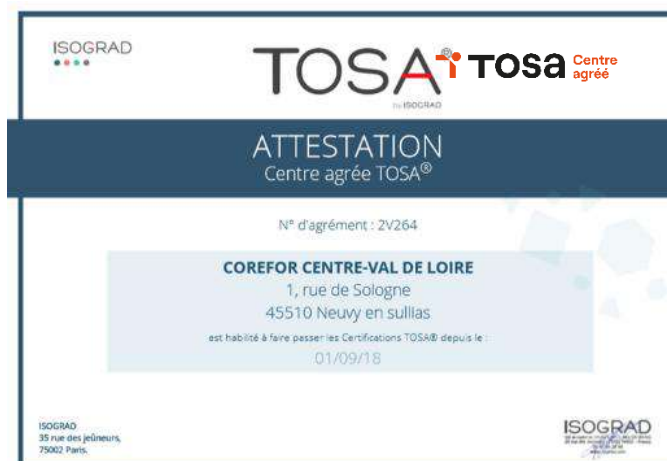 ISOGRAD
TOSA
by ISOGRAD
TOSa Centre agréé
ATTESTATION
Centre agrée TOSA®
N° d'agrément : 2V264
COREFOR CENTRE-VAL DE LOIRE
1, rue de Sologne
45510 Neuvy en sullias
est habilité à faire passer les Certifications TOSA® depuis le :
01/09/18
ISOGRAD
35 rue des jeûneurs,
75002 Paris.
ISOGRAD